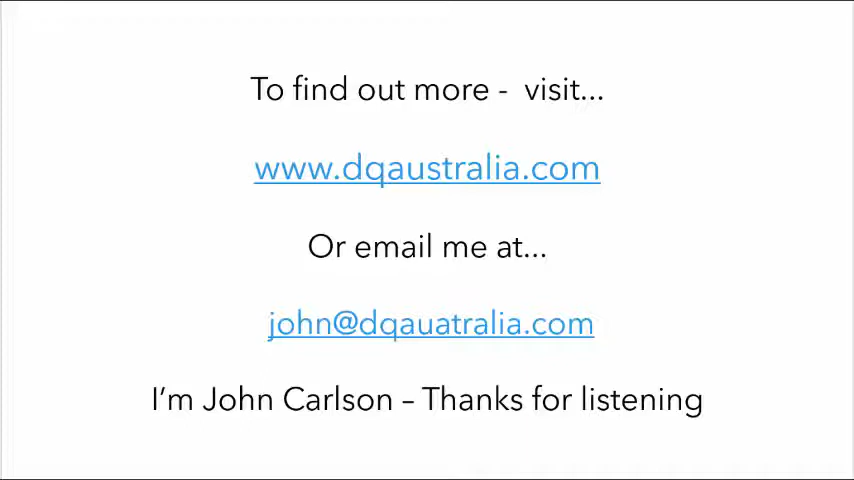 To find out more -  visit...
www.dqaustralia.com
Or email me at...
john@dqauatralia.com
I’m John Carlson – Thanks for listening